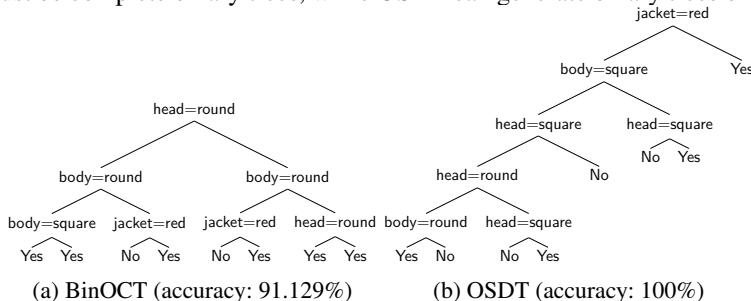 jacket=red
body=square
Yes
head=round
head=square
head=square
body=round
body=round
head=round
No
No
Yes
body=square
jacket=red
jacket=red
head=round
body=round
head=square
Yes
Yes
No
Yes
No
Yes
Yes
Yes
Yes
No
No
Yes
(a) BinOCT (accuracy: 91.129%)
(b) OSDT (accuracy: 100%)